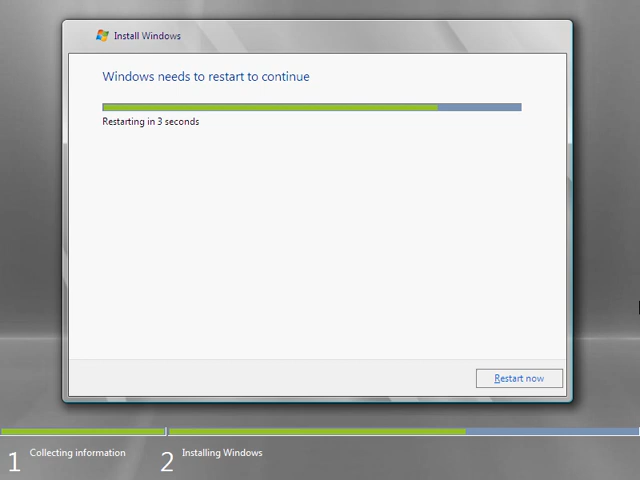 Install Windows
Windows needs to restart to continue
Restarting in 3 seconds
Restart now
1 Collecting information
2 Installing Windows